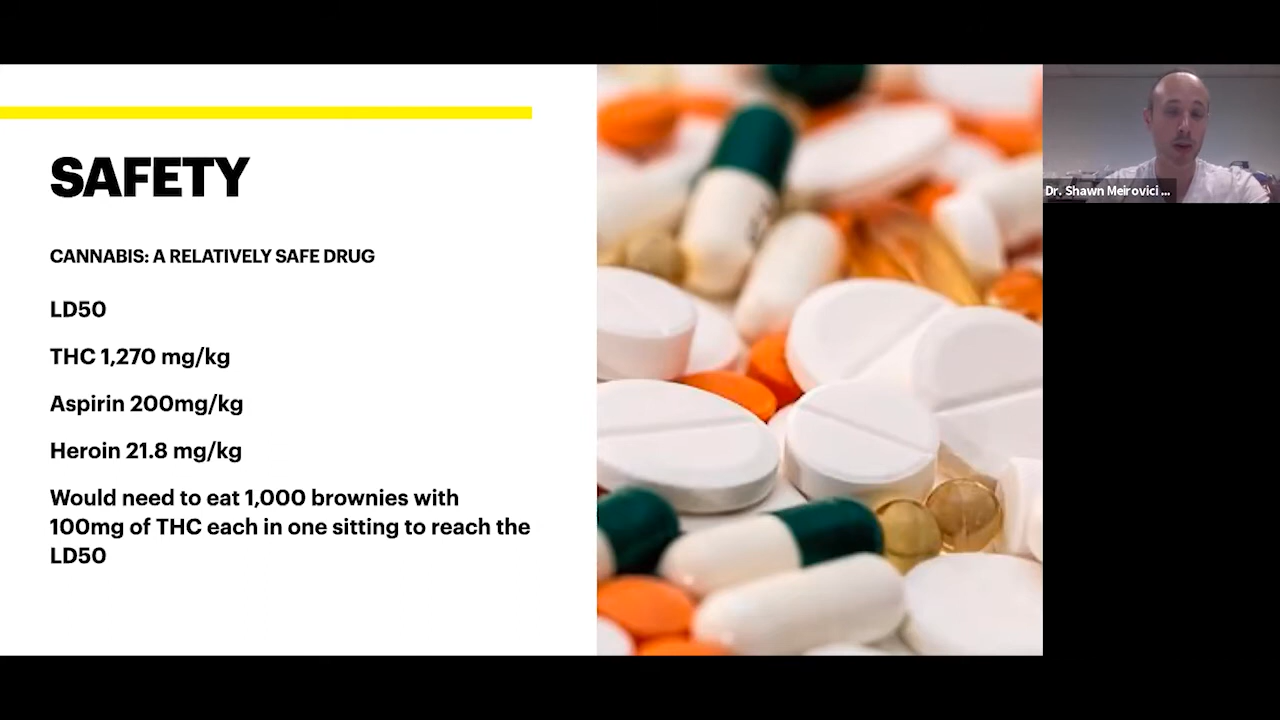 SAFETY
CANNABIS: A RELATIVELY SAFE DRUG
LD50
THC 1,270 mg/kg
Aspirin 200mg/kg
Heroin 21.8 mg/kg
Would need to eat 1,000 brownies with
100mg of THC each in one sitting to reach the
LD50
Dr. Shawn Meirovici ...